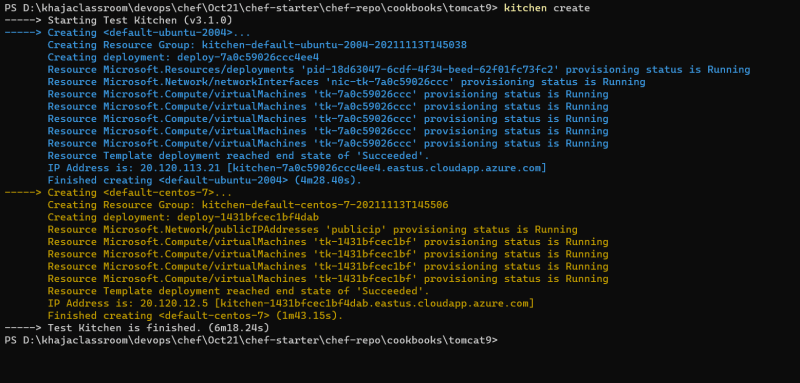 PS D:\khajaclassroom\devops\chef\Oct21\chef-starter\chef-repo\cookbooks\tomcat9> kitchen create
-----> Starting Test Kitchen (v3.1.0)
-----> Creating <default-ubuntu-2004>...
Creating Resource Group: kitchen-default-ubuntu-2004-20211113T145038
Creating deployment: deploy-7a0c59026ccc4ee4
Resource Microsoft.Resources/deployments 'pid-18d63047-6cdf-4f34-beed-62f01fc73fc2' provisioning status is Running
Resource Microsoft.Network/networkInterfaces 'nic-tk-7a0c59026ccc' provisioning status is Running
Resource Microsoft.Compute/virtualMachines 'tk-7a0c59026ccc' provisioning status is Running
Resource Microsoft.Compute/virtualMachines 'tk-7a0c59026ccc' provisioning status is Running
Resource Microsoft.Compute/virtualMachines 'tk-7a0c59026ccc' provisioning status is Running
Resource Microsoft.Compute/virtualMachines 'tk-7a0c59026ccc' provisioning status is Running
Resource Microsoft.Compute/virtualMachines 'tk-7a0c59026ccc' provisioning status is Running
Resource Template deployment reached end state of 'Succeeded'.
IP Address is: 20.120.113.21 [kitchen-7a0c59026ccc4ee4.eastus.cloudapp.azure.com]
Finished creating <default-ubuntu-2004> (4m28.40s).
-----> Creating <default-centos-7>...
Creating Resource Group: kitchen-default-centos-7-20211113T145506
Creating deployment: deploy-1431bfcec1bf4dab
Resource Microsoft.Network/publicIPAddresses 'publicip' provisioning status is Running
Resource Microsoft.Compute/virtualMachines 'tk-1431bfcec1bf' provisioning status is Running
Resource Microsoft.Compute/virtualMachines 'tk-1431bfcec1bf' provisioning status is Running
Resource Microsoft.Compute/virtualMachines 'tk-1431bfcec1bf' provisioning status is Running
Resource Microsoft.Compute/virtualMachines 'tk-1431bfcec1bf' provisioning status is Running
Resource Template deployment reached end state of 'Succeeded'.
IP Address is: 20.120.12.5 [kitchen-1431bfcec1bf4dab.eastus.cloudapp.azure.com]
Finished creating <default-centos-7> (1m43.15s).
-----> Test Kitchen is finished. (6m18.24s)
PS D:\khajaclassroom\devops\chef\Oct21\chef-starter\chef-repo\cookbooks\tomcat9>